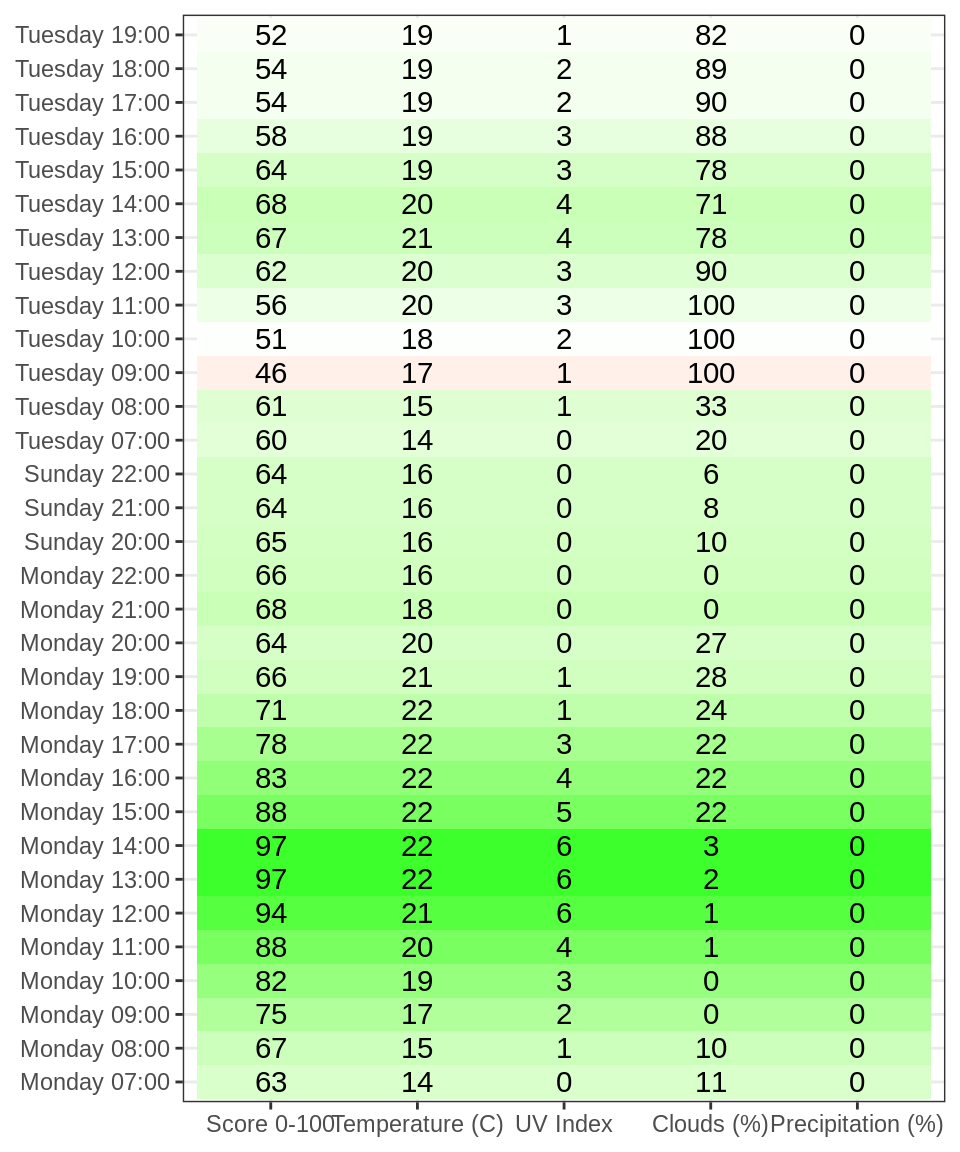 Tuesday 19:00 52 19 1 82 0
Tuesday 18:00 54 19 2 89 0
Tuesday 17:00 54 19 2 90 0
Tuesday 16:00 58 19 3 88 0
Tuesday 15:00 64 19 3 78 0
Tuesday 14:00 68 20 4 71 0
Tuesday 13:00 67 21 4 78 0
Tuesday 12:00 62 20 3 90 0
Tuesday 11:00 56 20 3 100 0
Tuesday 10:00 51 18 2 100 0
Tuesday 09:00 46 17 1 100 0
Tuesday 08:00 61 15 1 33 0
Tuesday 07:00 60 14 0 20 0
Sunday 22:00 64 16 0 6 0
Sunday 21:00 64 16 0 8 0
Sunday 20:00 65 16 0 10 0
Monday 22:00 66 16 0 0 0
Monday 21:00 68 18 0 0 0
Monday 20:00 64 20 0 27 0
Monday 19:00 66 21 1 28 0
Monday 18:00 71 22 1 24 0
Monday 17:00 78 22 3 22 0
Monday 16:00 83 22 4 22 0
Monday 15:00 88 22 5 22 0
Monday 14:00 97 22 6 3 0
Monday 13:00 97 22 6 2 0
Monday 12:00 94 21 6 1 0
Monday 11:00 88 20 4 1 0
Monday 10:00 82 19 3 0 0
Monday 09:00 75 17 2 0 0
Monday 08:00 67 15 1 10 0
Monday 07:00 63 14 0 11 0
Score 0-100 Temperature (C) UV Index Clouds (%) Precipitation (%)